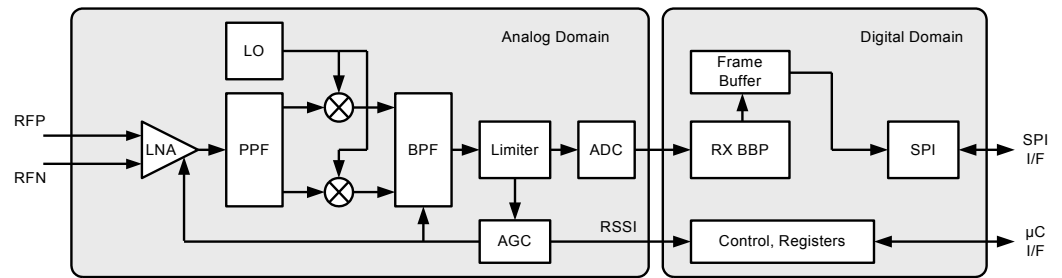 Analog Domain
Digital Domain
LO
Frame
Buffer
RFP
RFN
LNA
PPF
BPF
Limiter
ADC
RX BBP
SPI
SPI
I/F
AGC
RSSI
Control, Registers
µC
I/F